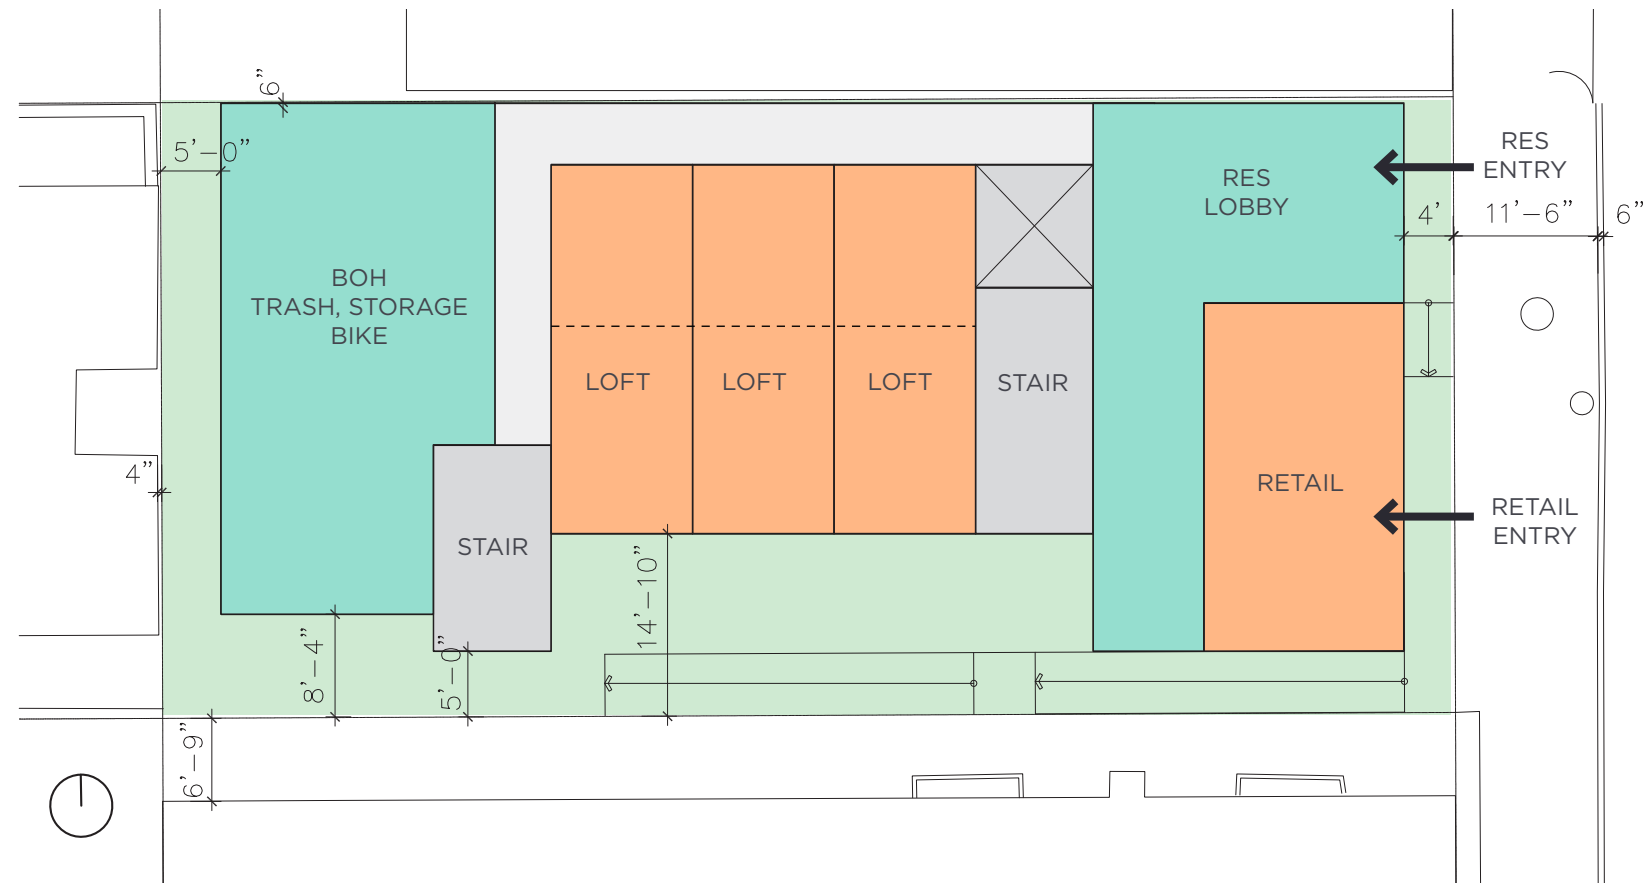 6”
5’–0”
RES
ENTRY
RES
LOBBY
4’
11’–6”
6”
BOH
TRASH, STORAGE
BIKE
LOFT
LOFT
LOFT
STAIR
4”
RETAIL
RETAIL
ENTRY
STAIR
14’–10”
8’–4”
5’–0”
6’–9”